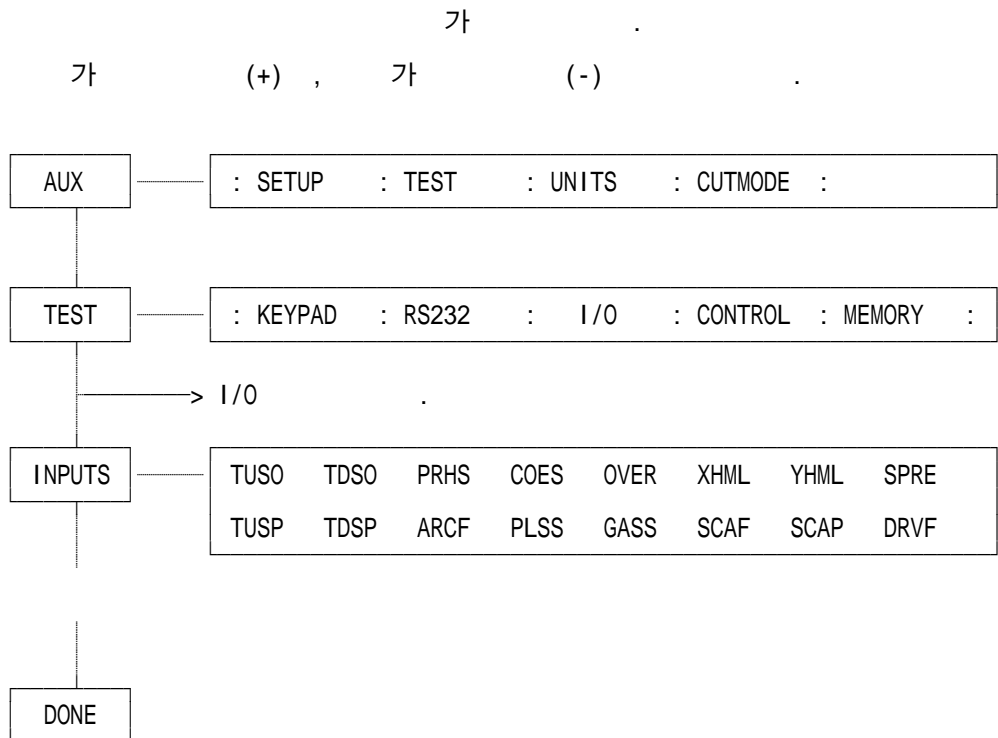 가 .
가 (+) , 가 (-) .
AUX : SETUP : TEST : UNITS : CUTMODE :
TEST : KEYPAD : RS232 : I/O : CONTROL : MEMORY :
> I/O .
INPUTS TUSO TDSO PRHS COES OVER XHML YHML SPRE
TUSP TDSP ARCF PLSS GASS SCAF SCAP DRVF
DONE